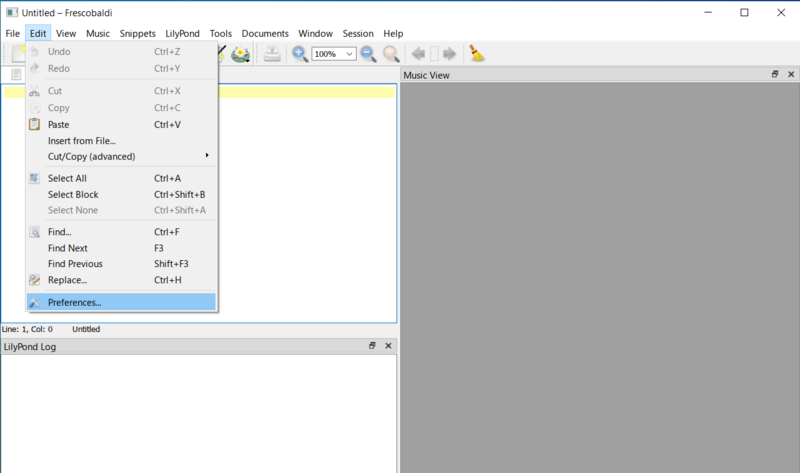 Untitled – Frescobaldi
File Edit View Music Snippets LilyPond Tools Documents Window Session Help
100%
Undo Ctrl+Z
Redo Ctrl+Y
Cut Ctrl+X
Copy Ctrl+C
Paste Ctrl+V
Insert from File...
Cut/Copy (advanced)
Select All Ctrl+A
Select Block Ctrl+Shift+B
Select None Ctrl+Shift+A
Find... Ctrl+F
Find Next F3
Find Previous Shift+F3
Replace... Ctrl+H
Preferences...
Line: 1, Col: 0 Untitled
LilyPond Log
Music View